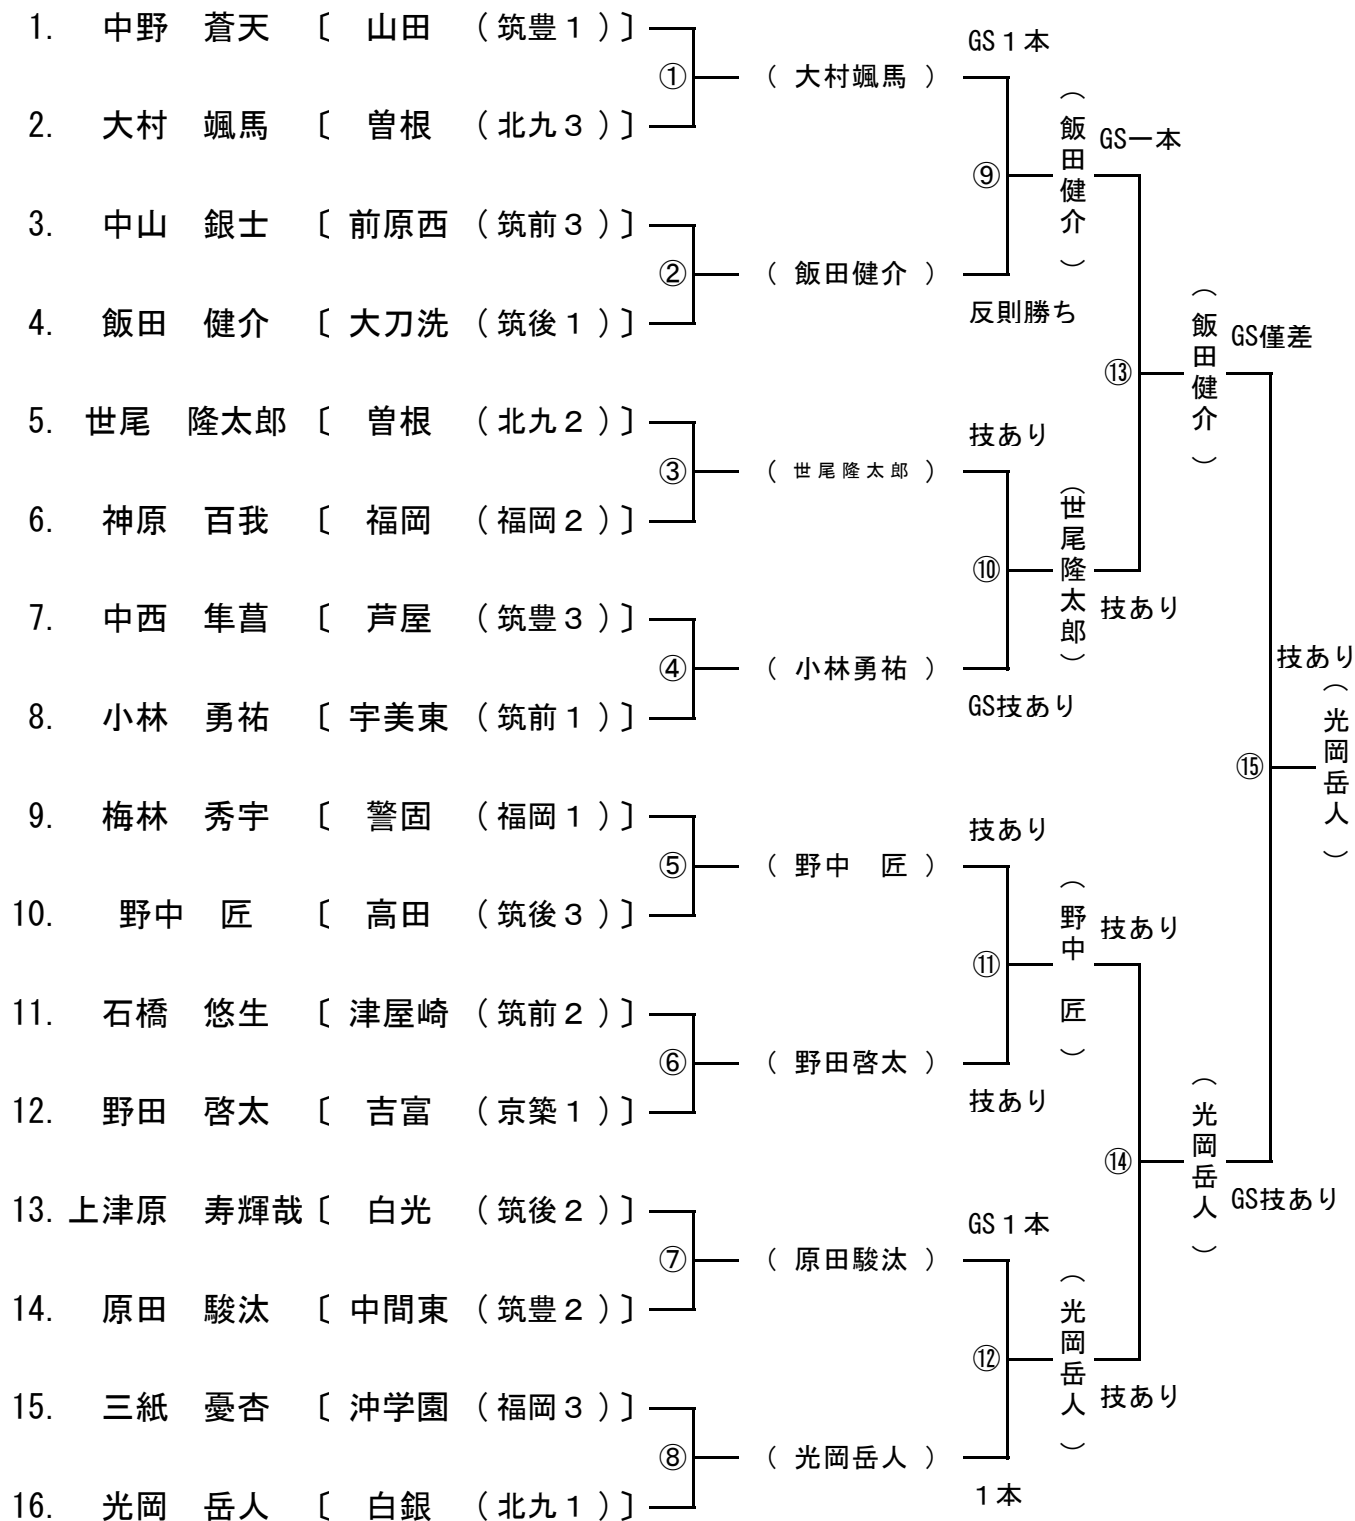 1. 中野 蒼天 〔 山田 (筑豊1)〕
①
(大村颯馬)
GS1本
2. 大村 颯馬 〔 曽根 (北九3)〕
⑨
(飯田健介)
GS一本
3. 中山 銀士 〔 前原西 (筑前3)〕
②
(飯田健介)
反則勝ち
4. 飯田 健介 〔 大刀洗 (筑後1)〕
⑬
(飯田健介)
GS僅差
5. 世尾 隆太郎 〔 曽根 (北九2)〕
③
(世尾隆太郎)
技あり
6. 神原 百我 〔 福岡 (福岡2)〕
⑩
(世尾隆太郎)
技あり
7. 中西 隼菖 〔 芦屋 (筑豊3)〕
④
(小林勇祐)
GS技あり
8. 小林 勇祐 〔 宇美東 (筑前1)〕
⑮
技あり
(光岡岳人)
9. 梅林 秀宇 〔 警固 (福岡1)〕
⑤
(野中 匠)
技あり
10. 野中 匠 〔 高田 (筑後3)〕
⑪
(野中 匠)
技あり
11. 石橋 悠生 〔 津屋崎 (筑前2)〕
⑥
(野田啓太)
技あり
12. 野田 啓太 〔 吉富 (京築1)〕
⑭
(光岡岳人)
GS技あり
13. 上津原 寿輝哉 〔 白光 (筑後2)〕
⑦
(原田駿汰)
GS1本
14. 原田 駿汰 〔 中間東 (筑豊2)〕
⑫
(光岡岳人)
技あり
15. 三紙 憂杏 〔 沖学園 (福岡3)〕
⑧
(光岡岳人)
1本
16. 光岡 岳人 〔 白銀 (北九1)〕